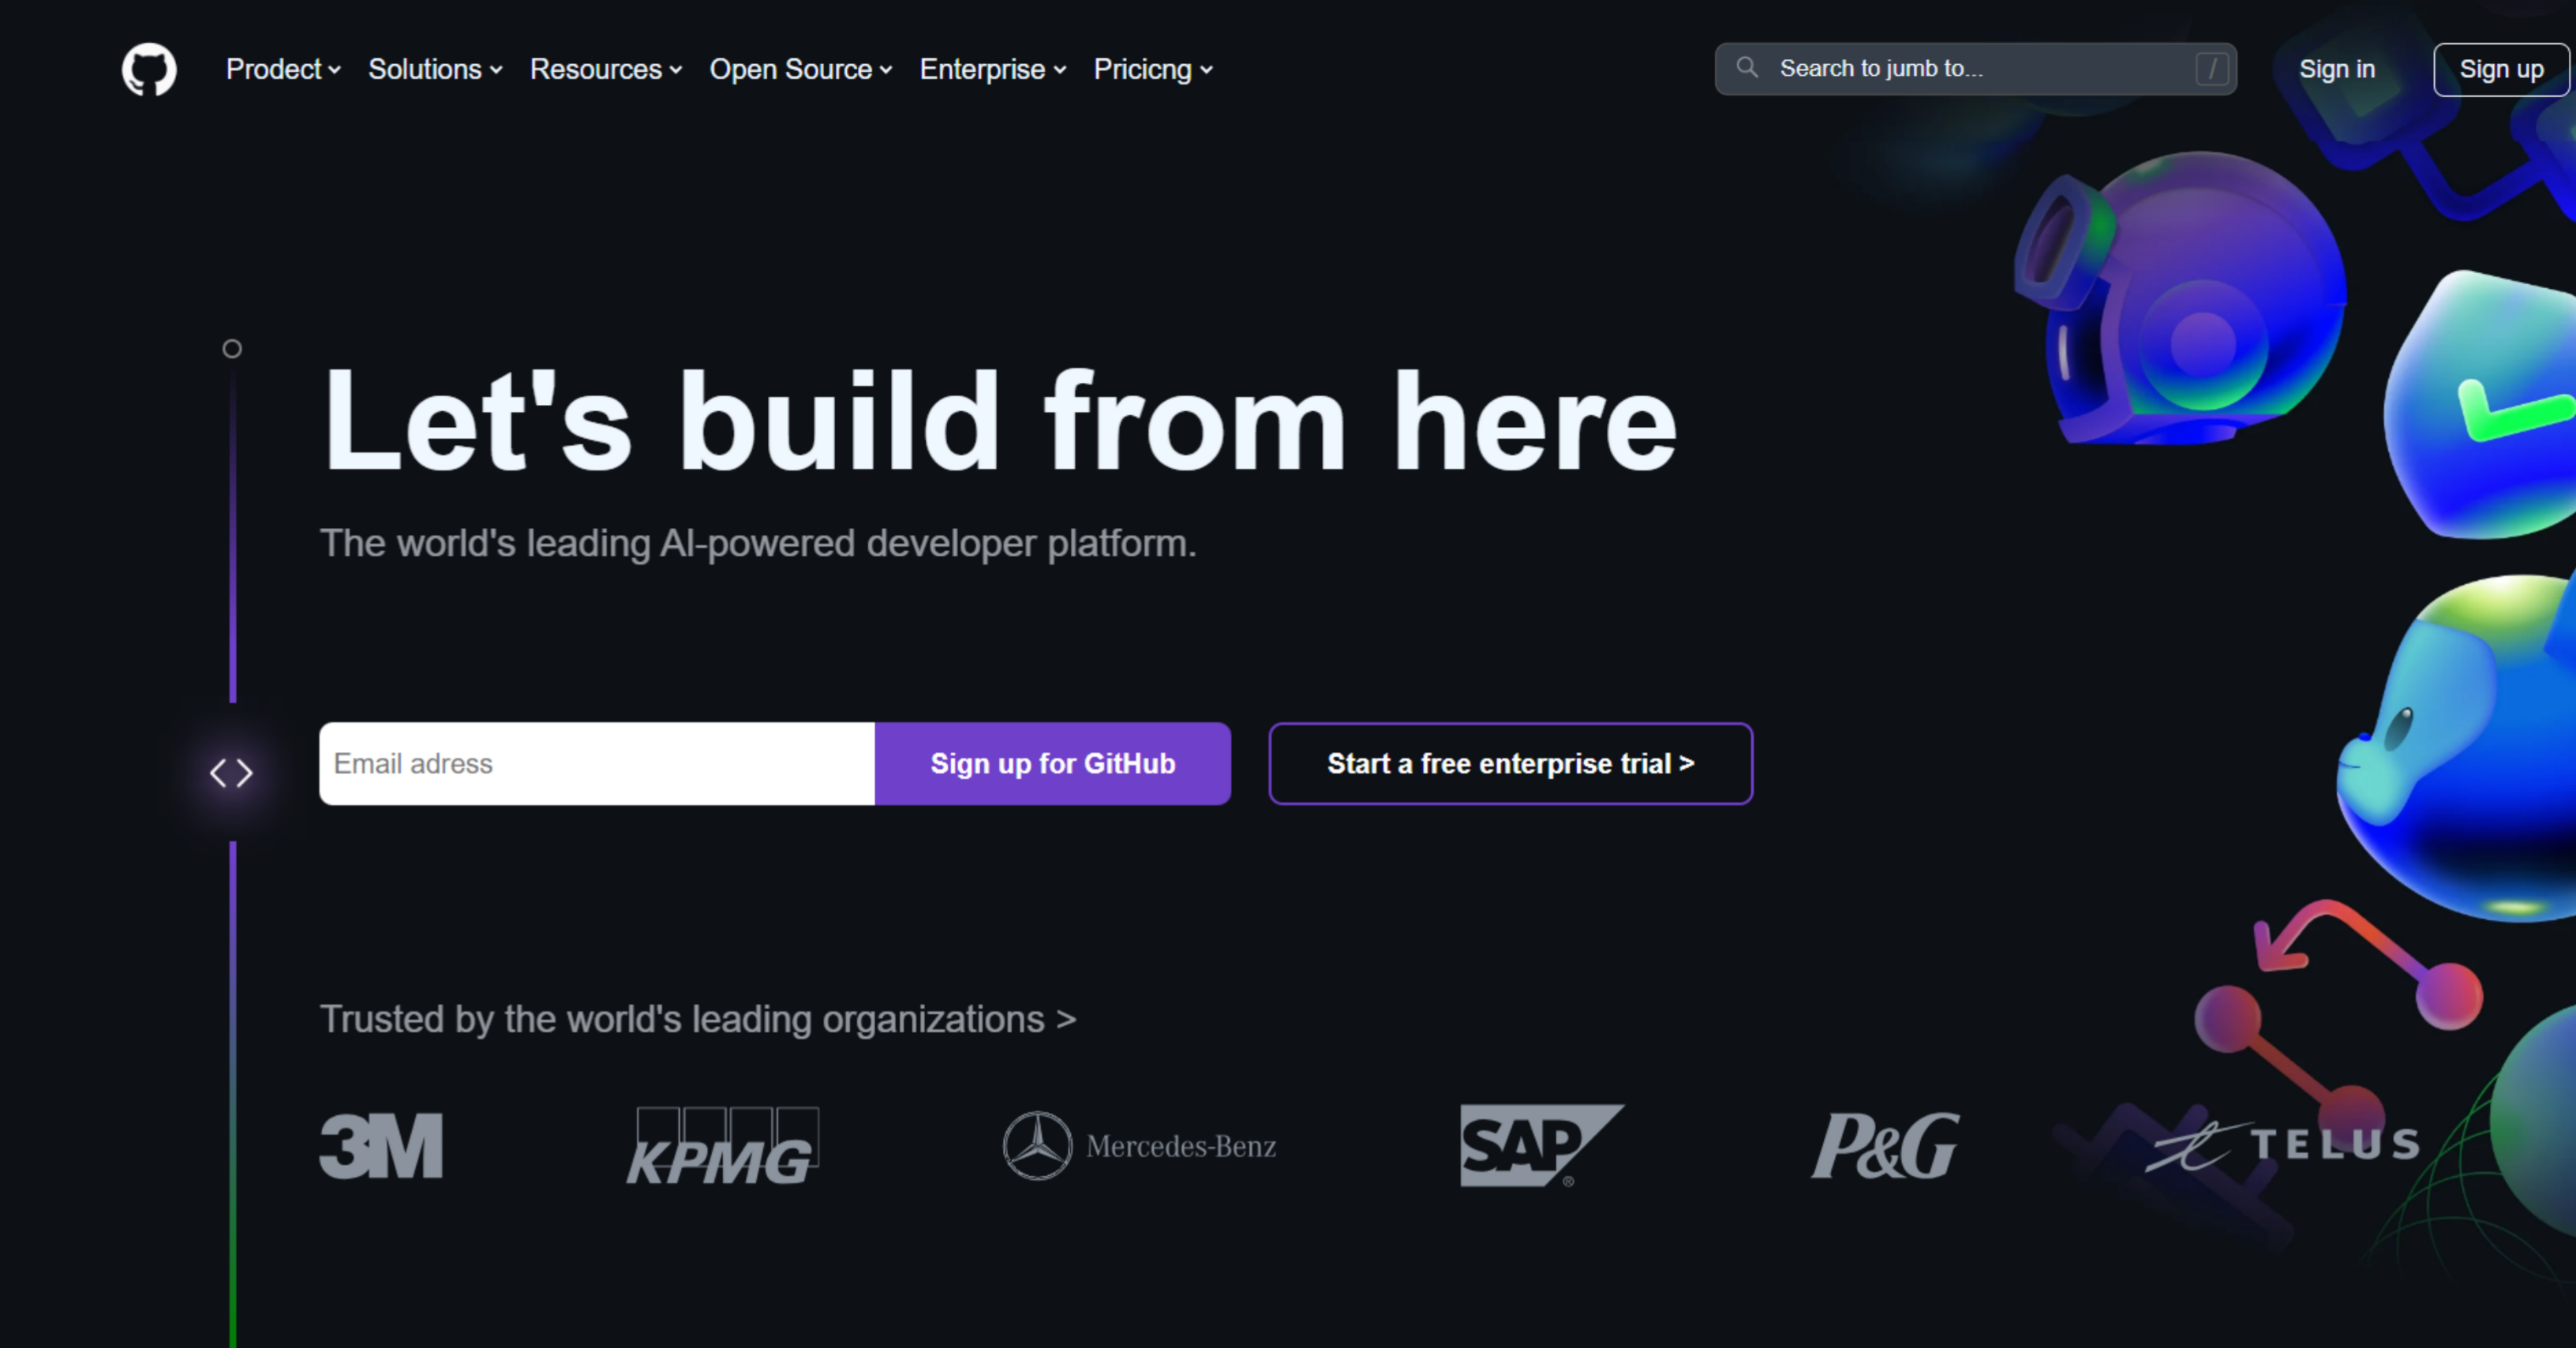 Prodect Solutions Resources Open Source Enterprise Pricicng Search to jumb to... / Sign in Sign up
Let's build from here
The world's leading AI-powered developer platform.
Email adress Sign up for GitHub Start a free enterprise trial >
Trusted by the world's leading organizations >
3M KPMG Mercedes-Benz SAP® P&G TELUS